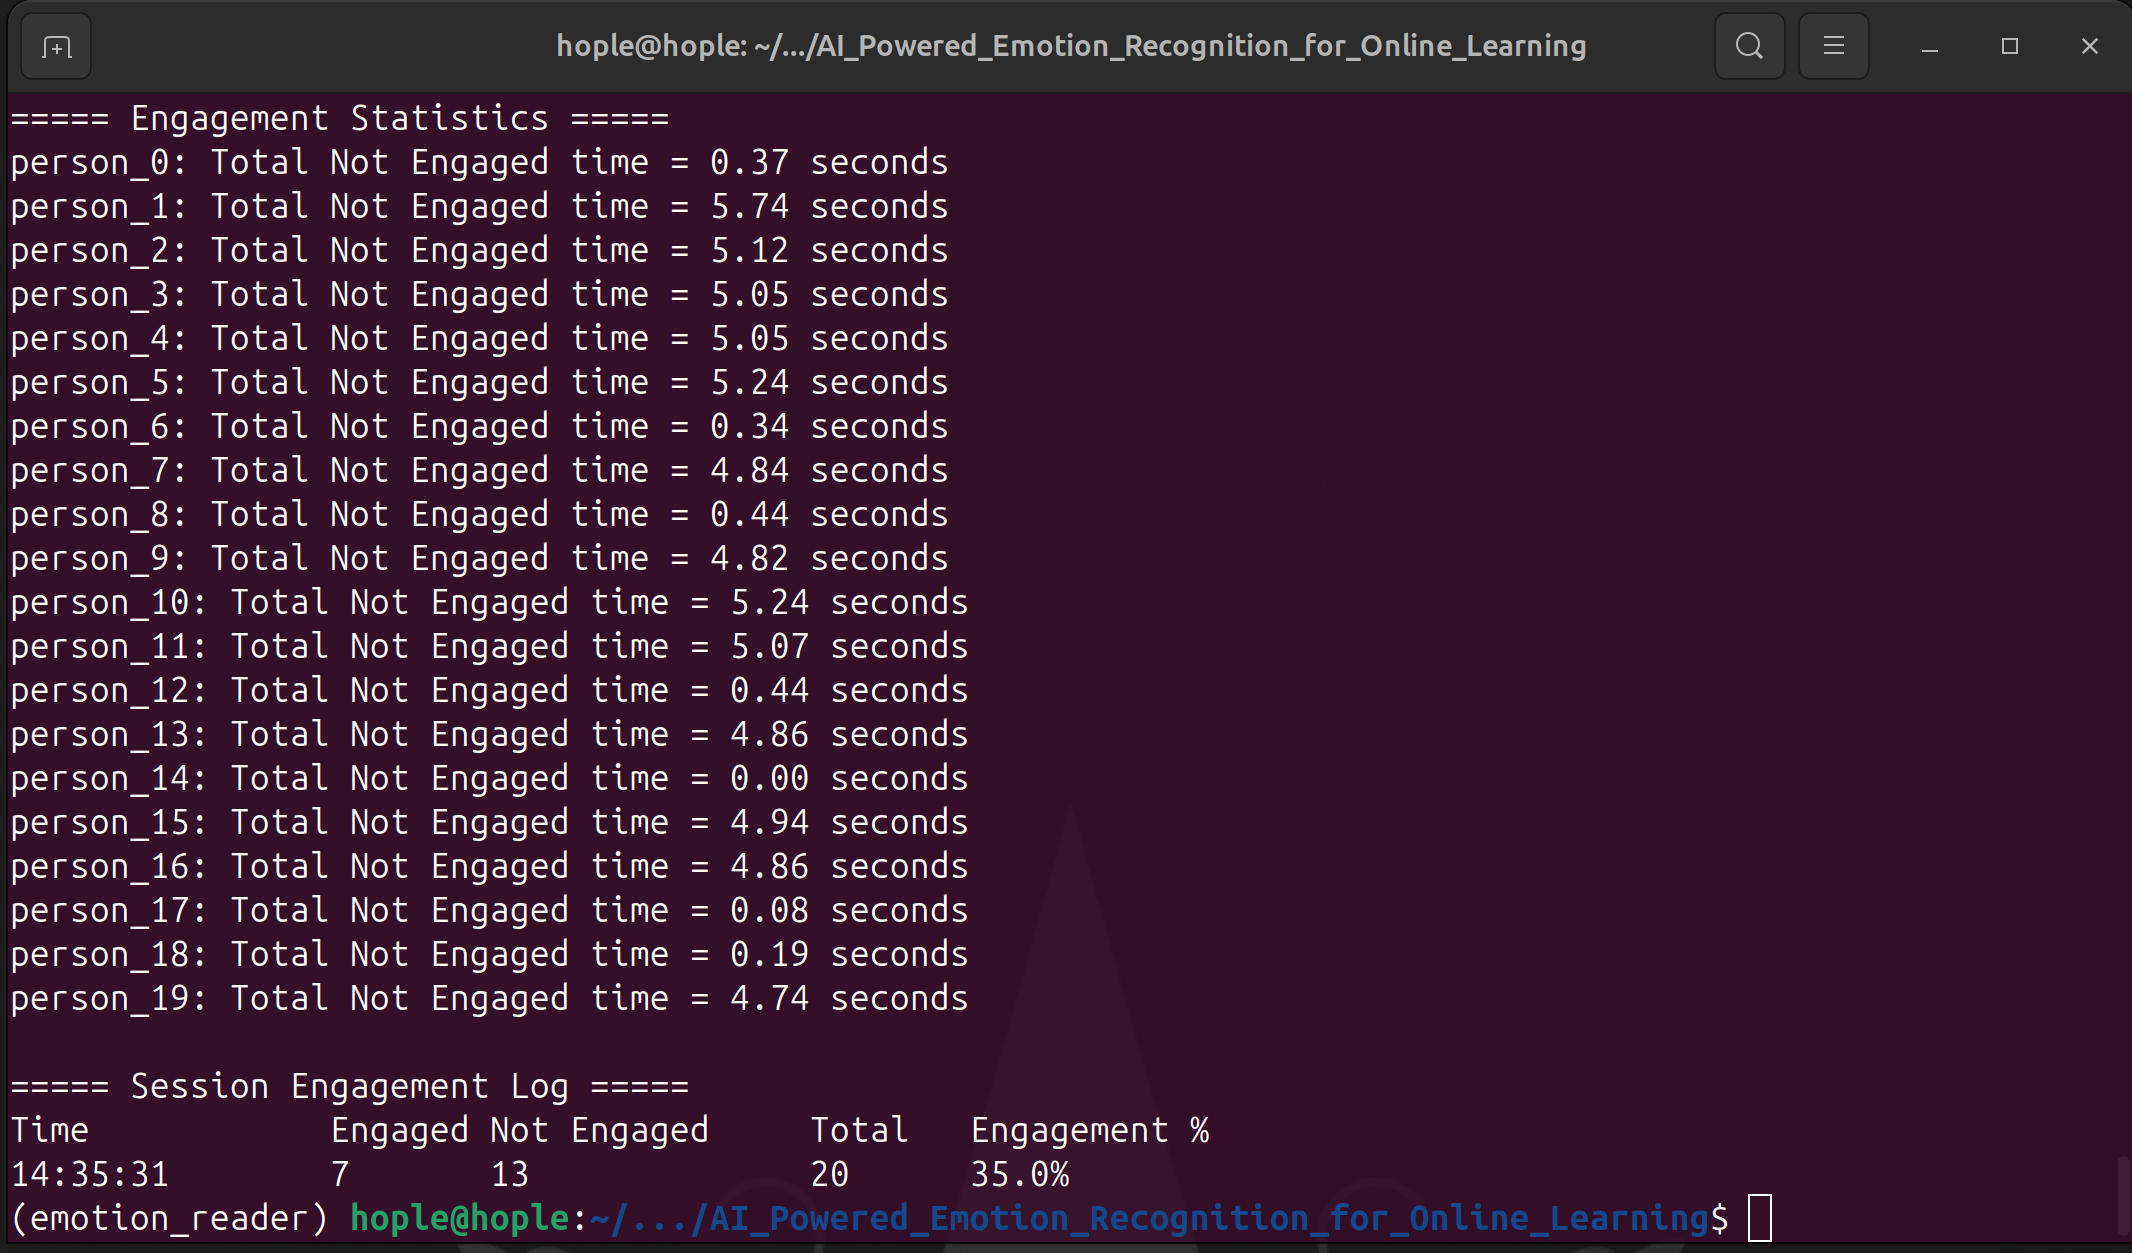 hople@hople: ~/.../AI_Powered_Emotion_Recognition_for_Online_Learning
===== Engagement Statistics =====
person_0: Total Not Engaged time = 0.37 seconds
person_1: Total Not Engaged time = 5.74 seconds
person_2: Total Not Engaged time = 5.12 seconds
person_3: Total Not Engaged time = 5.05 seconds
person_4: Total Not Engaged time = 5.05 seconds
person_5: Total Not Engaged time = 5.24 seconds
person_6: Total Not Engaged time = 0.34 seconds
person_7: Total Not Engaged time = 4.84 seconds
person_8: Total Not Engaged time = 0.44 seconds
person_9: Total Not Engaged time = 4.82 seconds
person_10: Total Not Engaged time = 5.24 seconds
person_11: Total Not Engaged time = 5.07 seconds
person_12: Total Not Engaged time = 0.44 seconds
person_13: Total Not Engaged time = 4.86 seconds
person_14: Total Not Engaged time = 0.00 seconds
person_15: Total Not Engaged time = 4.94 seconds
person_16: Total Not Engaged time = 4.86 seconds
person_17: Total Not Engaged time = 0.08 seconds
person_18: Total Not Engaged time = 0.19 seconds
person_19: Total Not Engaged time = 4.74 seconds
===== Session Engagement Log =====
Time Engaged Not Engaged Total Engagement %
14:35:31 7 13 20 35.0%
(emotion_reader) hople@hople:~/.../AI_Powered_Emotion_Recognition_for_Online_Learning$